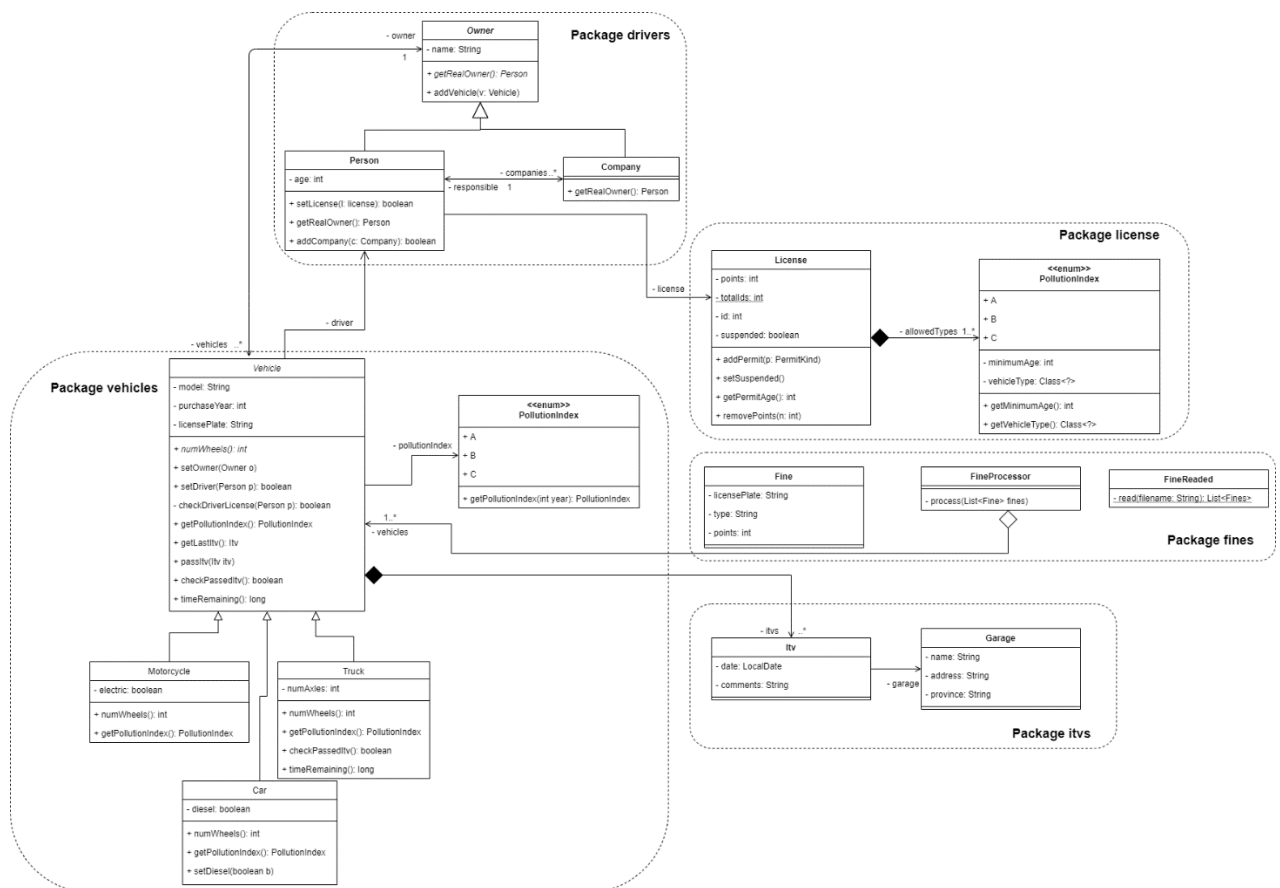 Package drivers
Owner
- name: String
+ getRealOwner(): Person
+ addVehicle(v: Vehicle)
- owner
1
Person
- age: int
+ setLicense(l: license): boolean
+ getRealOwner(): Person
+ addCompany(c: Company): boolean
- companies ..*
- responsible 1
Company
+ getRealOwner(): Person
- license
- driver
- vehicles ..*
Package license
License
- points: int
- totalIds: int
- id: int
- suspended: boolean
+ addPermit(p: PermitKind)
+ setSuspended()
+ getPermitAge(): int
+ removePoints(n: int)
- allowedTypes 1..*
<<enum>>
PollutionIndex
+ A
+ B
+ C
- minimumAge: int
- vehicleType: Class<?>
+ getMinimumAge(): int
+ getVehicleType(): Class<?>
Package vehicles
Vehicle
- model: String
- purchaseYear: int
- licensePlate: String
+ numWheels(): int
+ setOwner(Owner o)
+ setDriver(Person p): boolean
- checkDriverLicense(Person p): boolean
+ getPollutionIndex(): PollutionIndex
+ getLastItv(): Itv
+ passItv(Itv itv)
+ checkPassedItv(): boolean
+ timeRemaining(): long
- pollutionIndex
<<enum>>
PollutionIndex
+ A
+ B
+ C
+ getPollutionIndex(int year): PollutionIndex
1..*
- vehicles
Fine
- licensePlate: String
- type: String
- points: int
FineProcessor
- process(List<Fine> fines)
FineReaded
- read(filename: String): List<Fines>
Package fines
Motorcycle
- electric: boolean
+ numWheels(): int
+ getPollutionIndex(): PollutionIndex
Truck
- numAxles: int
+ numWheels(): int
+ getPollutionIndex(): PollutionIndex
+ checkPassedItv(): boolean
+ timeRemaining(): long
Car
- diesel: boolean
+ numWheels(): int
+ getPollutionIndex(): PollutionIndex
+ setDiesel(boolean b)
- itvs ..*
Itv
- date: LocalDate
- comments: String
- garage
Garage
- name: String
- address: String
- province: String
Package itvs